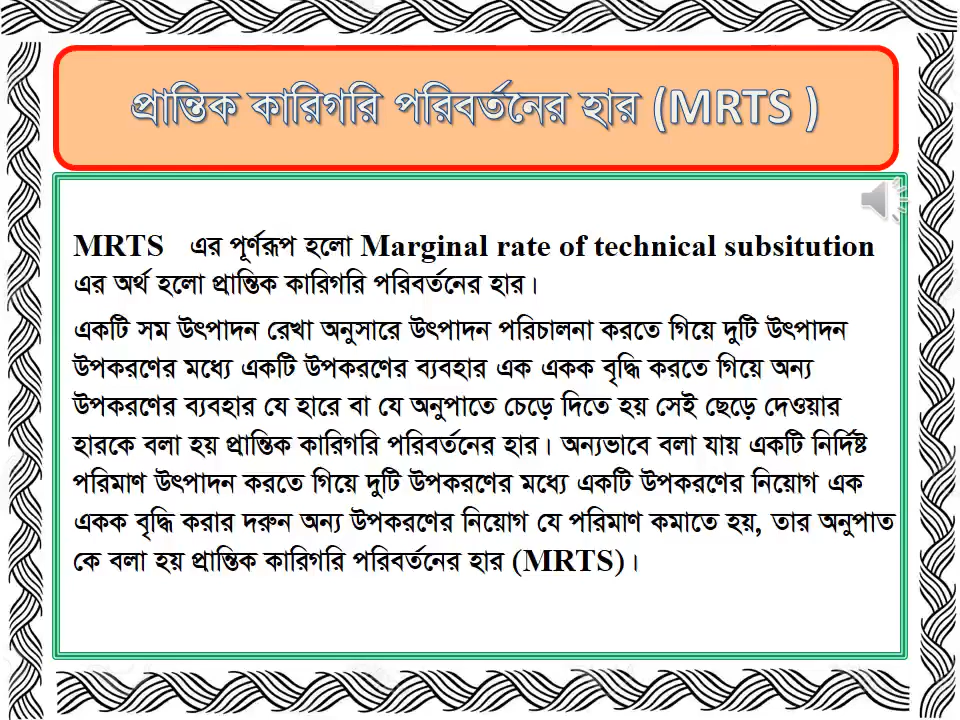 প্রান্তিক কারিগরি পরিবর্তনের হার (MRTS )
MRTS এর পূর্ণরূপ হলো Marginal rate of technical subsitution
এর অর্থ হলো প্রান্তিক কারিগরি পরিবর্তনের হার।
একটি সম উৎপাদন রেখা অনুসারে উৎপাদন পরিচালনা করতে গিয়ে দুটি উৎপাদন
উপকরণের মধ্যে একটি উপকরণের ব্যবহার এক একক বৃদ্ধি করতে গিয়ে অন্য
উপকরণের ব্যবহার যে হারে বা যে অনুপাতে চেড়ে দিতে হয় সেই ছেড়ে দেওয়ার
হারকে বলা হয় প্রান্তিক কারিগরি পরিবর্তনের হার। অন্যভাবে বলা যায় একটি নির্দিষ্ট
পরিমাণ উৎপাদন করতে গিয়ে দুটি উপকরণের মধ্যে একটি উপকরণের নিয়োগ এক
একক বৃদ্ধি করার দরুন অন্য উপকরণের নিয়োগ যে পরিমাণ কমাতে হয়, তার অনুপাত
কে বলা হয় প্রান্তিক কারিগরি পরিবর্তনের হার (MRTS)।